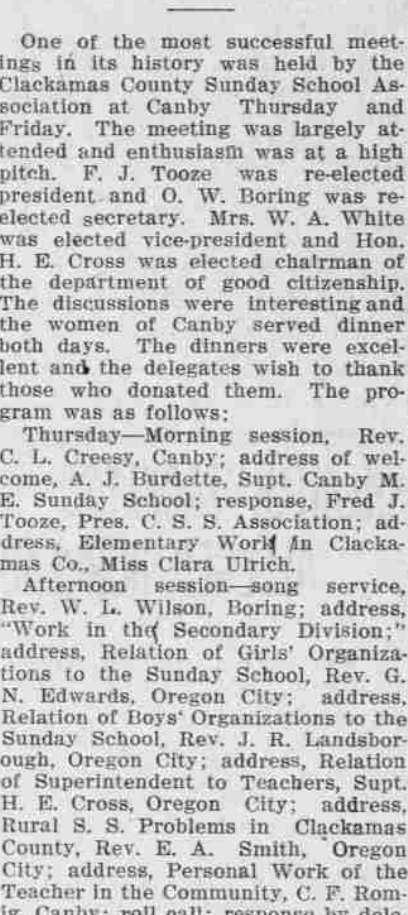 One of the most successful meet-
ings in its history was held by the
Clackamas County Sunday School As-
sociation at Canby Thursday and
Friday. The meeting was largely at-
tended and enthusiasm was at a high
pitch. F. J. Tooze was re-elected
president and O. W. Boring was re-
elected secretary. Mrs. W. A. White
was elected vice-president and Hon.
H. E. Cross was elected chairman of
the department of good citizenship.
The discussions were interesting and
the women of Canby served dinner
both days. The dinners were excel-
lent and the delegates wish to thank
those who donated them. The pro-
gram was as follows:
Thursday—Morning session, Rev.
C. L. Creesy, Canby; address of wel-
come, A. J. Burdette, Supt. Canby M.
E. Sunday School; response, Fred J.
Tooze, Pres. C. S. S. Association; ad-
dress, Elementary Work in Clacka-
mas Co., Miss Clara Ulrich.
Afternoon session—song service,
Rev. W. L. Wilson, Boring; address,
"Work in the Secondary Division;"
address, Relation of Girls' Organiza-
tions to the Sunday School, Rev. G.
N. Edwards, Oregon City; address,
Relation of Boys' Organizations to the
Sunday School, Rev. J. R. Landsbor-
ough, Oregon City; address, Relation
of Superintendent to Teachers, Supt.
H. E. Cross, Oregon City; address,
Rural S. S. Problems in Clackamas
County, Rev. E. A. Smith, Oregon
City; address, Personal Work of the
Teacher in the Community, C. F. Rom-
ig, Canby; roll call; response by dele-